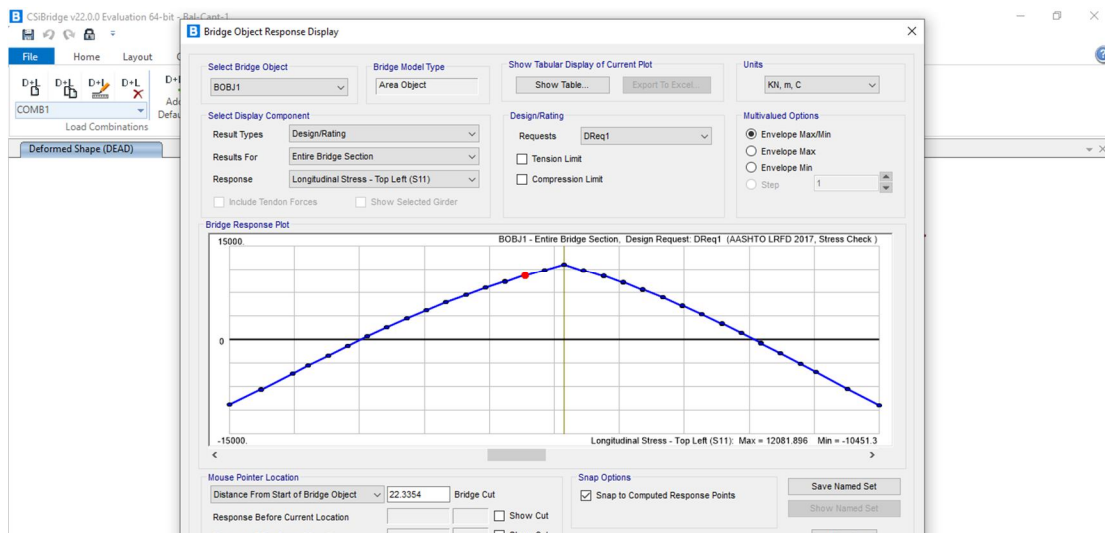 CSiBridge v22.0.0 Evaluation 64-bit - Bal-Cant-1
File Home Layout
D+L D+L D+L D+L D+L
COMB1
Load Combinations
Deformed Shape (DEAD)
Bridge Object Response Display
Select Bridge Object
BOBJ1
Bridge Model Type
Area Object
Show Tabular Display of Current Plot
Show Table...
Export To Excel...
Units
KN, m, C
Select Display Component
Result Types Design/Rating
Results For Entire Bridge Section
Response Longitudinal Stress - Top Left (S11)
Include Tendon Forces Show Selected Girder
Design/Rating
Requests DReq1
Tension Limit
Compression Limit
Multivalued Options
Envelope Max/Min
Envelope Max
Envelope Min
Step 1
Bridge Response Plot
15000.
BOBJ1 - Entire Bridge Section, Design Request: DReq1 (AASHTO LRFD 2017, Stress Check )
0
-15000.
Longitudinal Stress - Top Left (S11): Max = 12081.896 Min = -10451.3
Mouse Pointer Location
Distance From Start of Bridge Object 22.3354 Bridge Cut
Response Before Current Location Show Cut
Snap Options
Snap to Computed Response Points
Save Named Set
Show Named Set